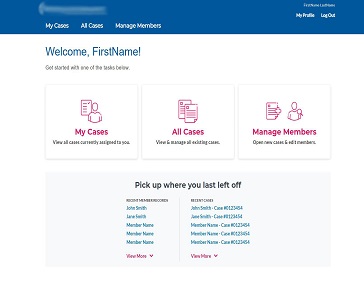 FirstName LastName
My Cases All Cases Manage Members My Profile Log Out
Welcome, FirstName!
Get started with one of the tasks below.
My Cases All Cases Manage Members
View all cases currently assigned to you. View & manage all existing cases. Open new cases & edit members.
Pick up where you last left off
RECENT MEMBER RECORDS RECENT CASES
John Smith John Smith - Case #0123454
Jane Smith Jane Smith - Case #0123454
Member Name Member Name - Case #0123454
Member Name Member Name - Case #0123454
Member Name Member Name - Case #0123454
View More View More